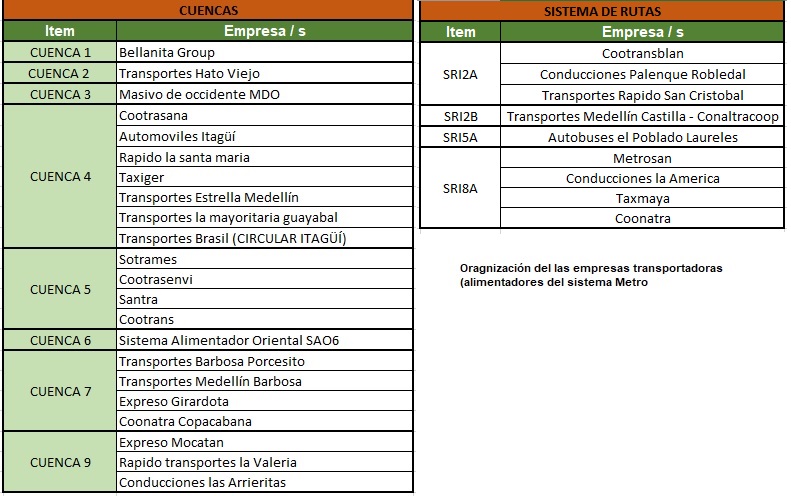 CUENCAS
Item Empresa / s
CUENCA 1 Bellanita Group
CUENCA 2 Transportes Hato Viejo
CUENCA 3 Masivo de occidente MDO
CUENCA 4
Cootrasana
Automoviles Itagüí
Rapido la santa maria
Taxiger
Transportes Estrella Medellín
Transportes la mayoritaria guayabal
Transportes Brasil (CIRCULAR ITAGÜÍ)
CUENCA 5
Sotrames
Cootrasenvi
Santra
Cootrans
CUENCA 6 Sistema Alimentador Oriental SAO6
CUENCA 7
Transportes Barbosa Porcesito
Transportes Medellín Barbosa
Expreso Girardota
Coonatra Copacabana
CUENCA 9
Expreso Mocatan
Rapido transportes la Valeria
Conducciones las Arrieritas
SISTEMA DE RUTAS
Item Empresa / s
SRI2A
Cootransblan
Conducciones Palenque Robledal
Transportes Rapido San Cristobal
SRI2B Transportes Medellín Castilla - Conaltracoop
SRI5A Autobuses el Poblado Laureles
SRI8A
Metrosan
Conducciones la America
Taxmaya
Coonatra
Oragnización del las empresas transportadoras
(alimentadores del sistema Metro